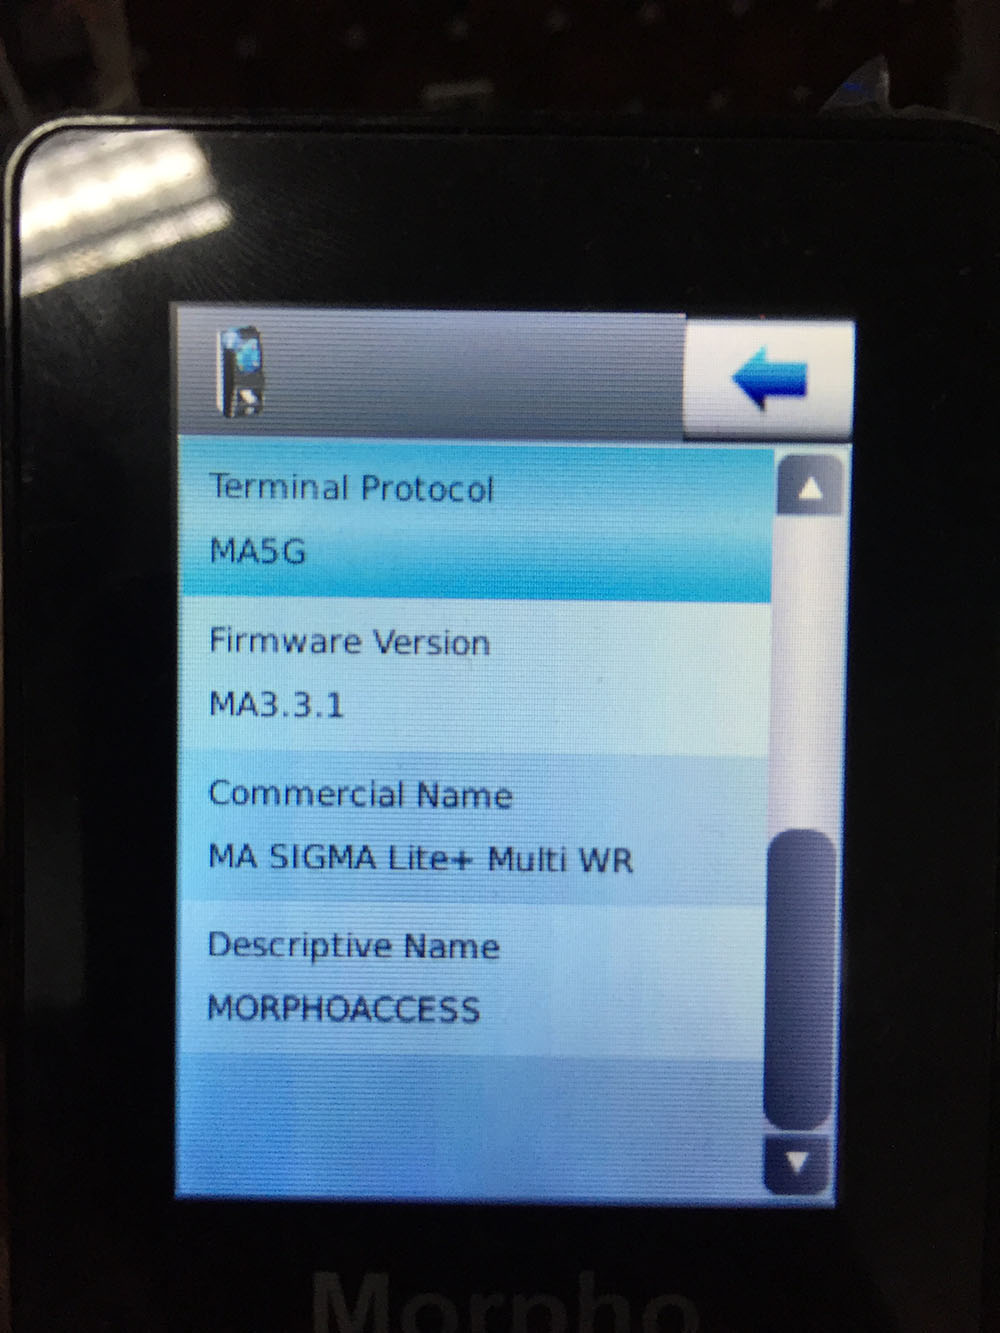 Terminal Protocol
MA5G
Firmware Version
MA3.3.1
Commercial Name
MA SIGMA Lite+ Multi WR
Descriptive Name
MORPHOACCESS
Morpho